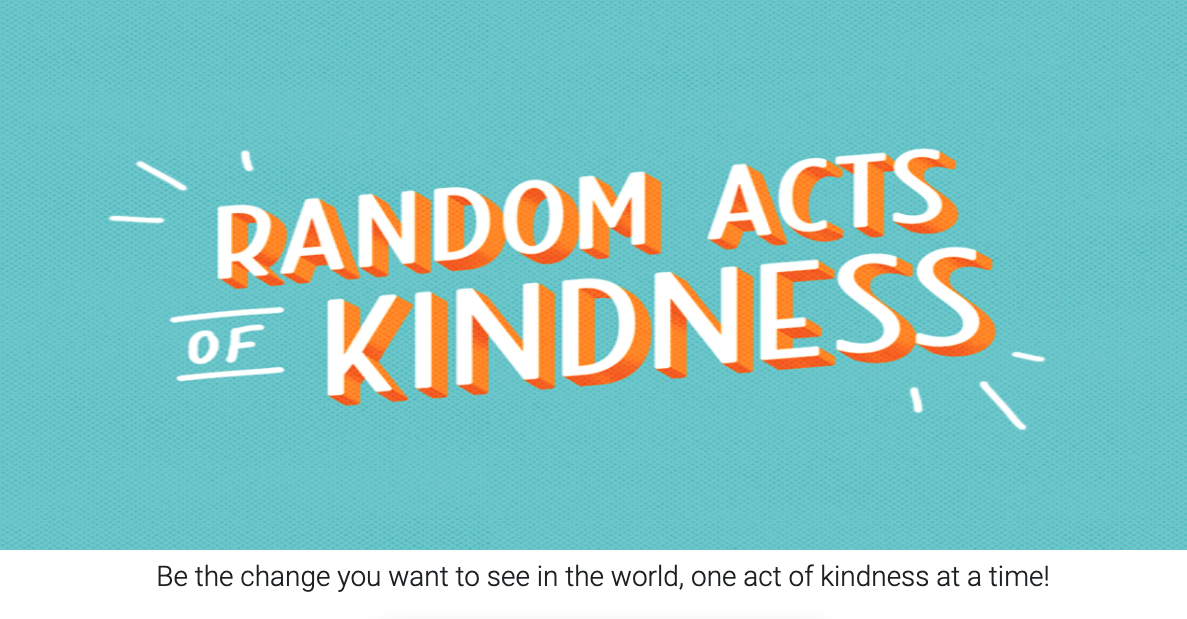 RANDOM ACTS
OF KINDNESS
Be the change you want to see in the world, one act of kindness at a time!